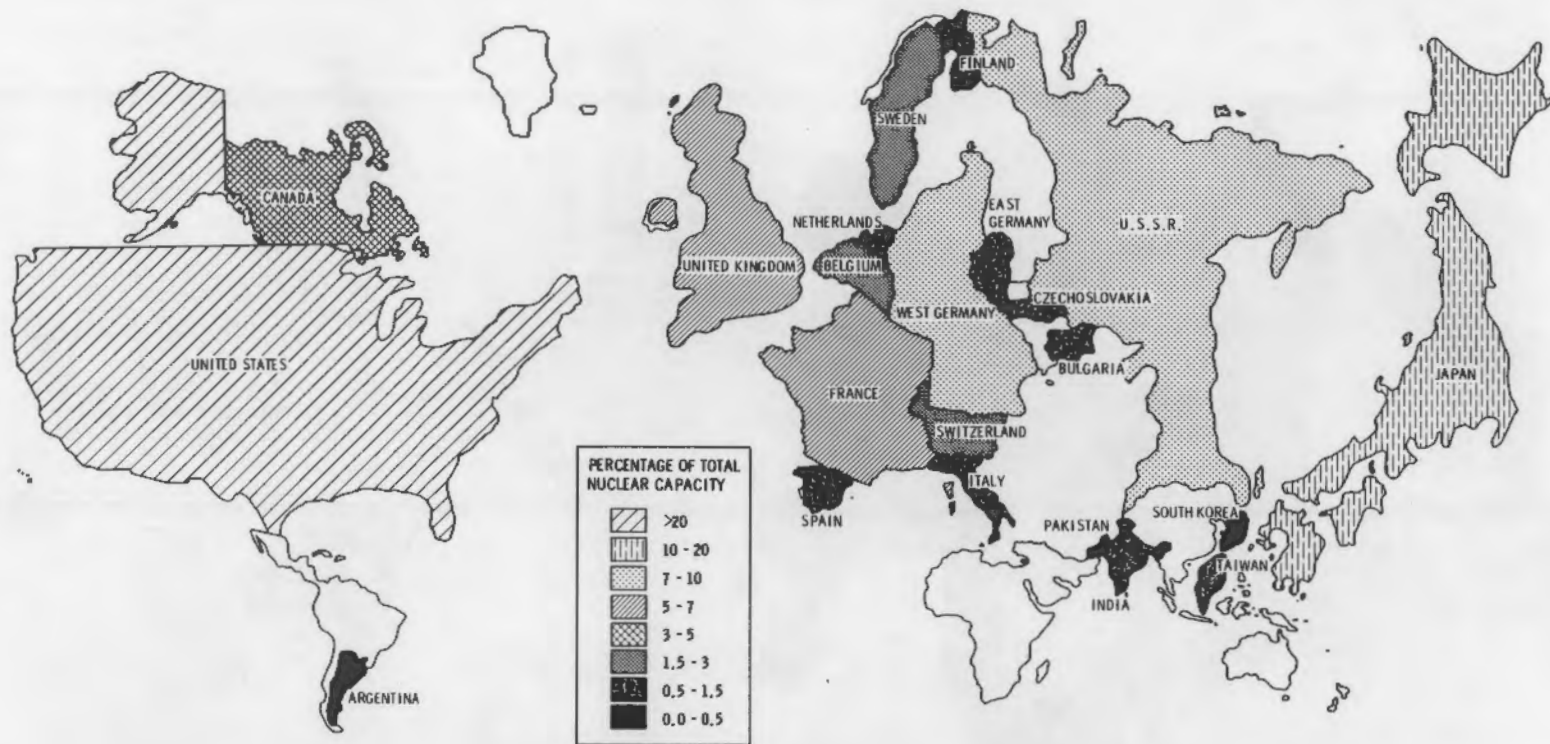 FINLAND
SWEDEN
CANADA
NETHERLANDS
EAST
GERMANY
U.S.S.R.
UNITED KINGDOM
BELGIUM
CZECHOSLOVAKIA
WEST GERMANY
UNITED STATES
BULGARIA
JAPAN
FRANCE
SWITZERLAND
PERCENTAGE OF TOTAL
NUCLEAR CAPACITY
>20
10 - 20
7 - 10
5 - 7
3 - 5
1.5 - 3
0.5 - 1.5
0.0 - 0.5
ITALY
SPAIN
PAKISTAN
SOUTH KOREA
TAIWAN
INDIA
ARGENTINA